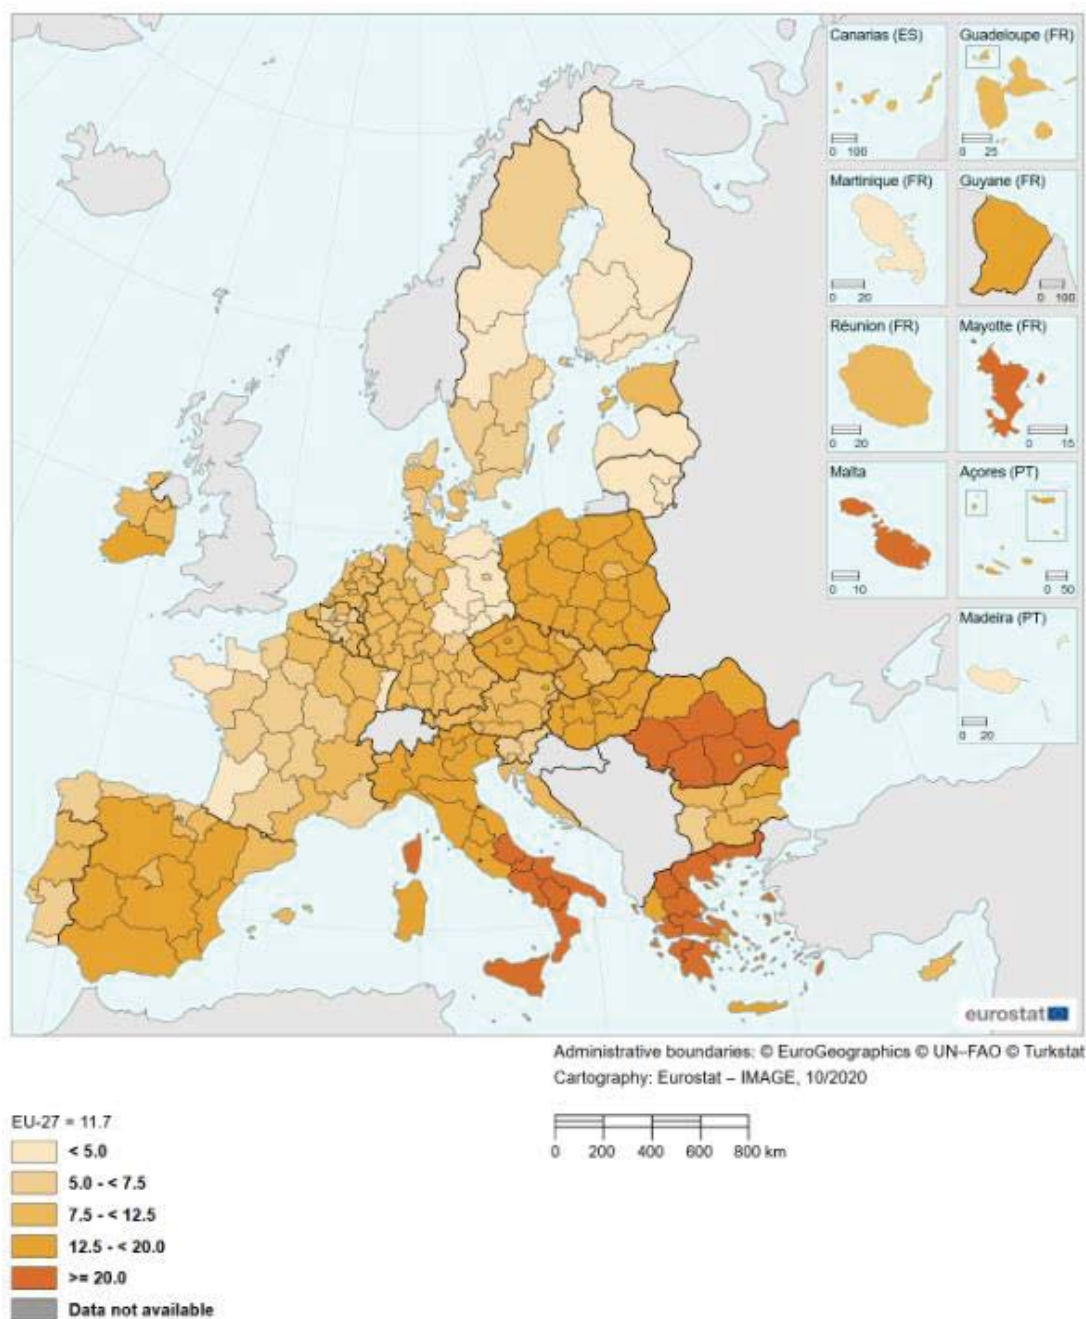 Canarias (ES)
0 100
Guadeloupe (FR)
0 25
Martinique (FR)
0 20
Guyane (FR)
0 100
Réunion (FR)
0 20
Mayotte (FR)
0 15
Malta
0 10
Açores (PT)
0 50
Madeira (PT)
0 20
eurostat
Administrative boundaries: © EuroGeographics © UN–FAO © Turkstat
Cartography: Eurostat – IMAGE, 10/2020
EU-27 = 11.7
< 5.0
5.0 - < 7.5
7.5 - < 12.5
12.5 - < 20.0
>= 20.0
Data not available
0 200 400 600 800 km